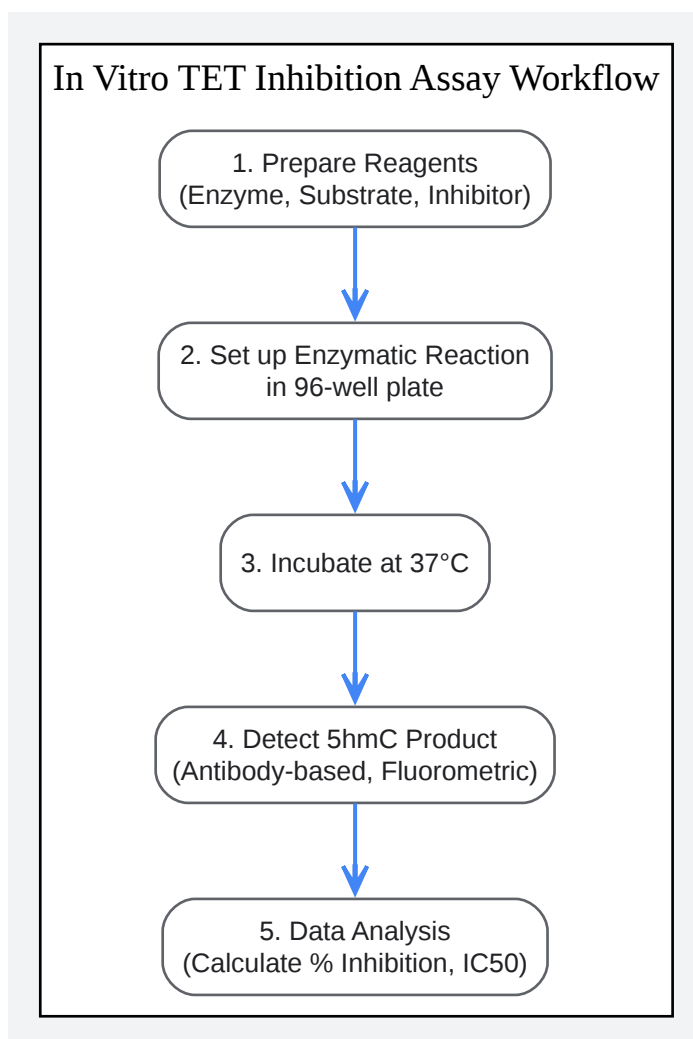 In Vitro TET Inhibition Assay Workflow
1. Prepare Reagents
(Enzyme, Substrate, Inhibitor)
2. Set up Enzymatic Reaction
in 96-well plate
3. Incubate at 37°C
4. Detect 5hmC Product
(Antibody-based, Fluorometric)
5. Data Analysis
(Calculate % Inhibition, IC50)